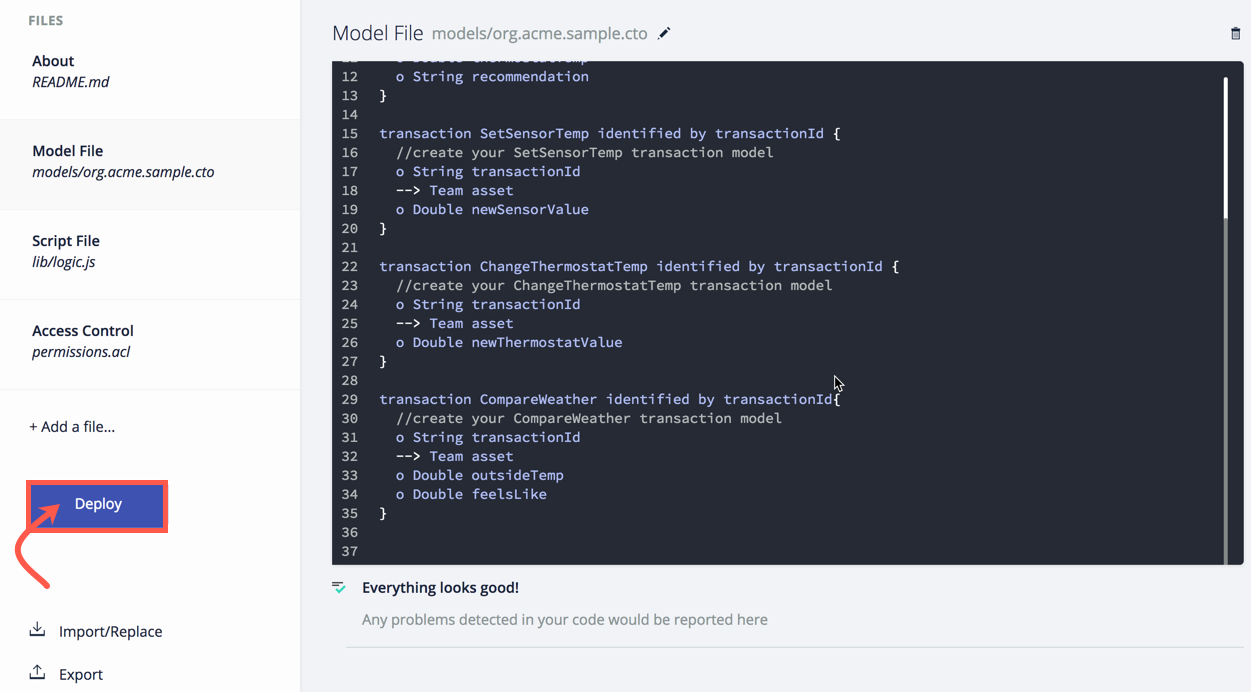 FILES
About
README.md
Model File
models/org.acme.sample.cto
Script File
lib/logic.js
Access Control
permissions.acl
+ Add a file...
Deploy
Import/Replace
Export
Model File models/org.acme.sample.cto
12 o String recommendation
13 }
14
15 transaction SetSensorTemp identified by transactionId {
16 //create your SetSensorTemp transaction model
17 o String transactionId
18 --> Team asset
19 o Double newSensorValue
20 }
21
22 transaction ChangeThermostatTemp identified by transactionId {
23 //create your ChangeThermostatTemp transaction model
24 o String transactionId
25 --> Team asset
26 o Double newThermostatValue
27 }
28
29 transaction CompareWeather identified by transactionId{
30 //create your CompareWeather transaction model
31 o String transactionId
32 --> Team asset
33 o Double outsideTemp
34 o Double feelsLike
35 }
36
37
Everything looks good!
Any problems detected in your code would be reported here